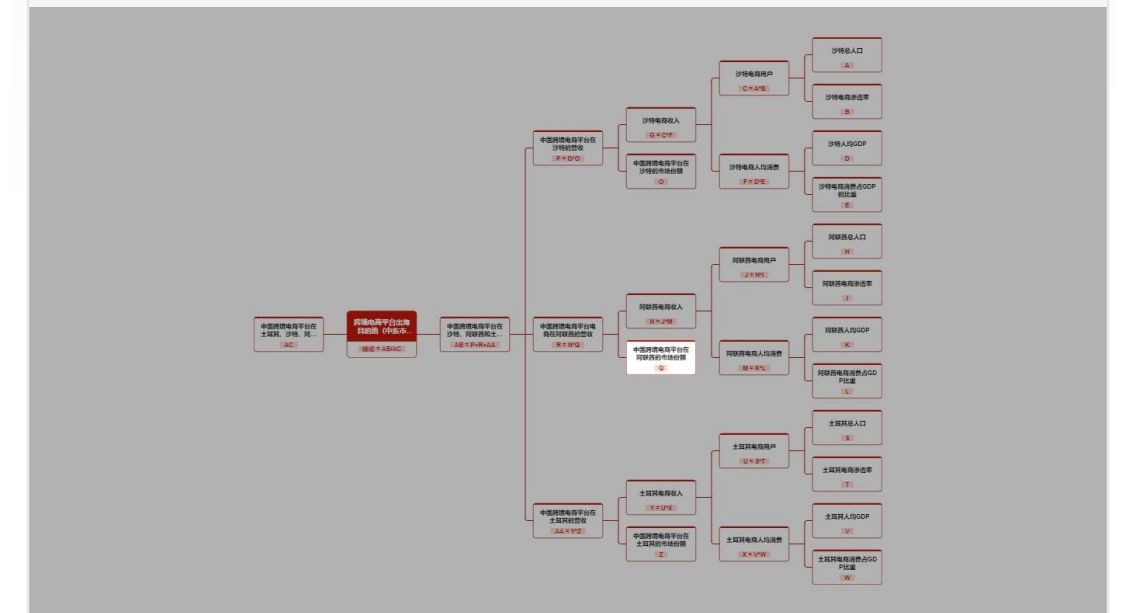 沙特总人口
A
沙特电商用户
C = A*B
沙特电商渗透率
B
沙特电商收入
G = C*F
中国跨境电商平台在
沙特的营收
P = G*O
沙特人均GDP
D
中国跨境电商平台在
沙特的市场份额
O
沙特电商人均消费
F = D*E
沙特电商消费占GDP
的比重
E
阿联酋总人口
H
阿联酋电商用户
J = H*I
阿联酋电商渗透率
I
阿联酋电商收入
N = J*M
中国跨境电商平台在
土耳其、沙特、阿...
AC
跨境电商平台出海
目的地（中东市...
结论 = AB/AC
中国跨境电商平台在
沙特、阿联酋和土...
AB = P+R+AA
中国跨境电商平台电
商在阿联酋的营收
R = N*Q
阿联酋人均GDP
K
中国跨境电商平台在
阿联酋的市场份额
Q
阿联酋电商人均消费
M = K*L
阿联酋电商消费占GD
P比重
L
土耳其总人口
S
土耳其电商用户
U = S*T
土耳其电商渗透率
T
土耳其电商收入
Y = U*X
中国跨境电商平台在
土耳其的营收
AA = Y*Z
土耳其人均GDP
V
中国跨境电商平台在
土耳其的市场份额
Z
土耳其电商人均消费
X = V*W
土耳其电商消费占GD
P比重
W